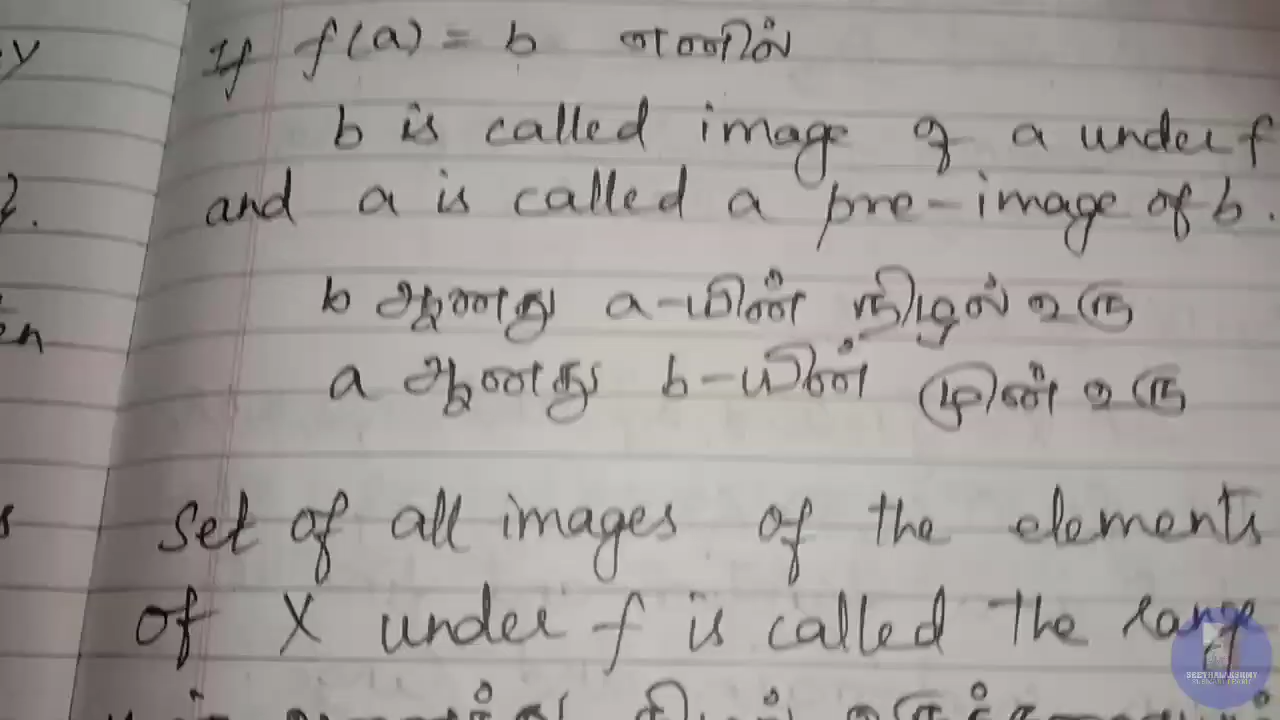 If f(a) = b எனில்
b is called image of a under f
and a is called a pre-image of b.
b ஆனது a-யின் நிழல் உரு
a ஆனது b-யின் முன் உரு
Set of all images of the elements
of X under f is called the range